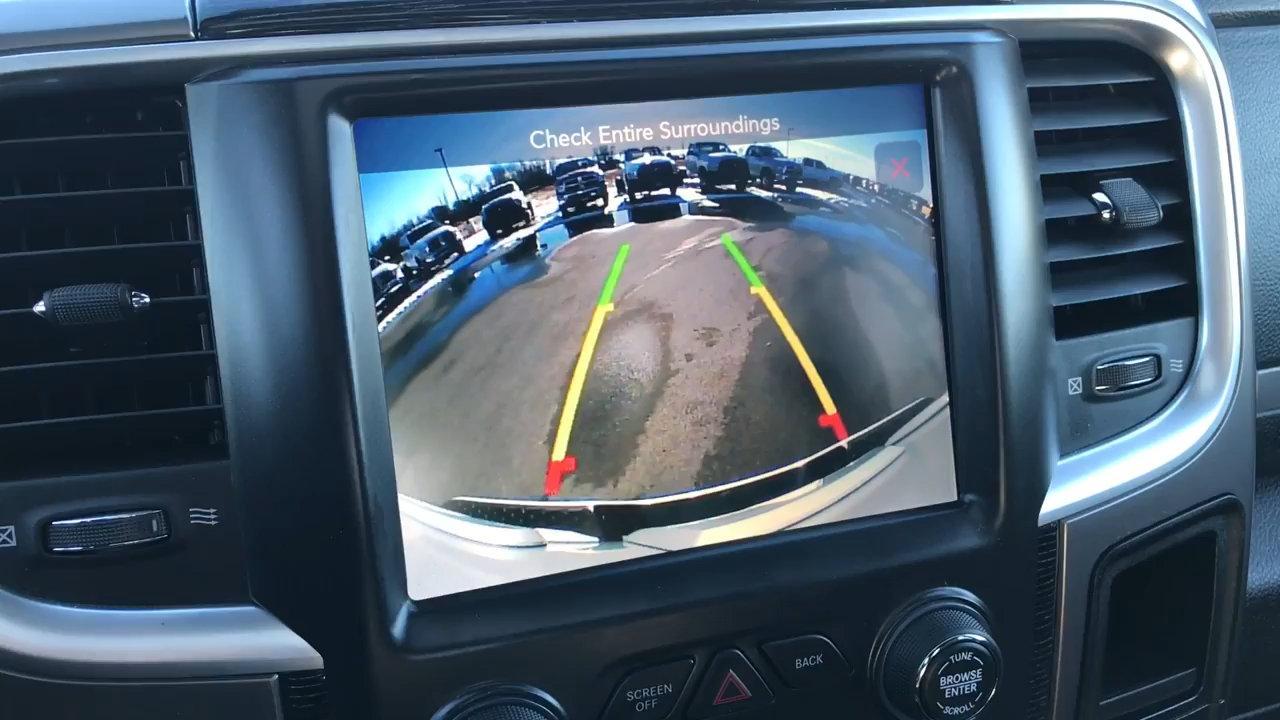 Check Entire Surroundings
SCREEN
OFF
BACK
TUNE
BROWSE
ENTER
SCROLL